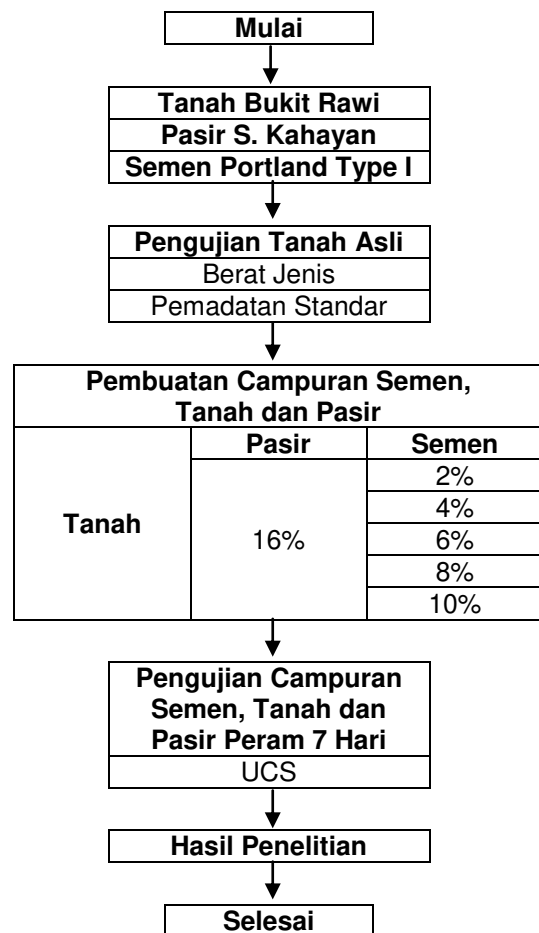 Mulai
Tanah Bukit Rawi
Pasir S. Kahayan
Semen Portland Type I
Pengujian Tanah Asli
Berat Jenis
Pemadatan Standar
Pembuatan Campuran Semen,
Tanah dan Pasir
Tanah
Pasir
16%
Semen
2%
4%
6%
8%
10%
Pengujian Campuran
Semen, Tanah dan
Pasir Peram 7 Hari
UCS
Hasil Penelitian
Selesai